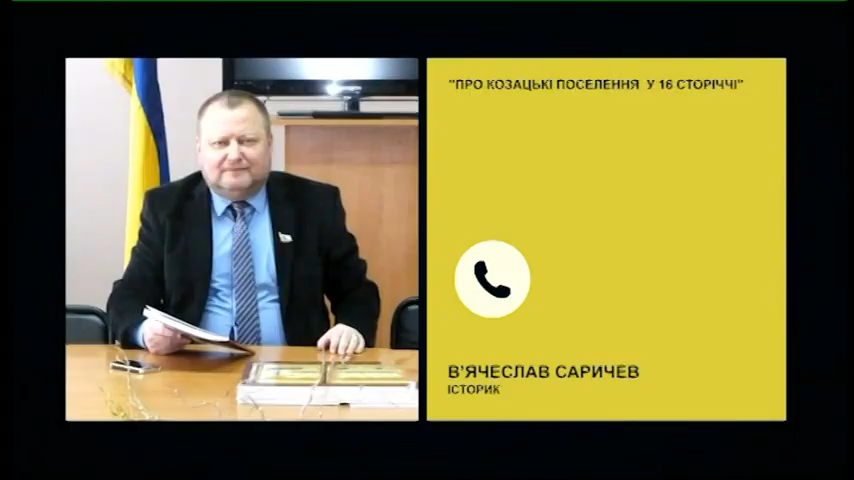 "ПРО КОЗАЦЬКІ ПОСЕЛЕННЯ У 16 СТОРІЧЧІ"
В'ЯЧЕСЛАВ САРИЧЕВ
ІСТОРИК